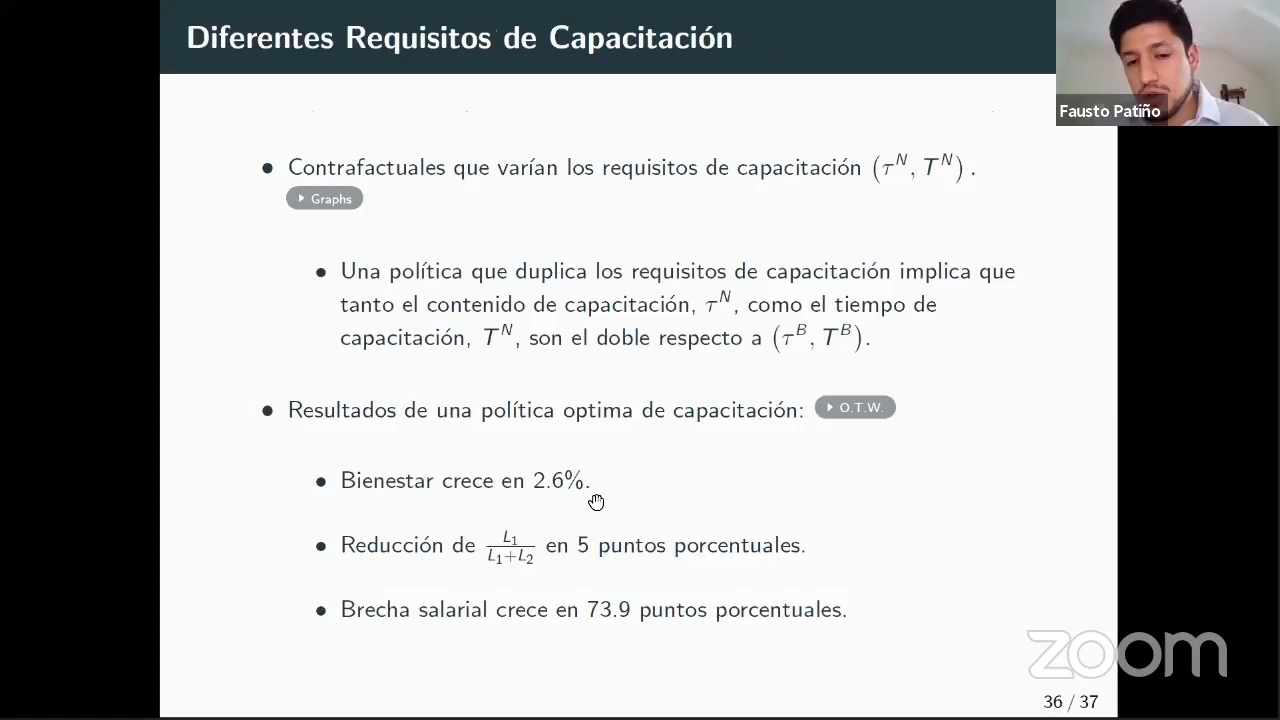 Diferentes Requisitos de Capacitación
Fausto Patiño
• Contrafactuales que varían los requisitos de capacitación (τ^N, T^N).
Graphs
• Una política que duplica los requisitos de capacitación implica que
tanto el contenido de capacitación, τ^N, como el tiempo de
capacitación, T^N, son el doble respecto a (τ^B, T^B).
• Resultados de una política optima de capacitación:
O.T.W.
• Bienestar crece en 2.6%.
• Reducción de L₁/(L₁+L₂) en 5 puntos porcentuales.
• Brecha salarial crece en 73.9 puntos porcentuales.
zoom
36 / 37